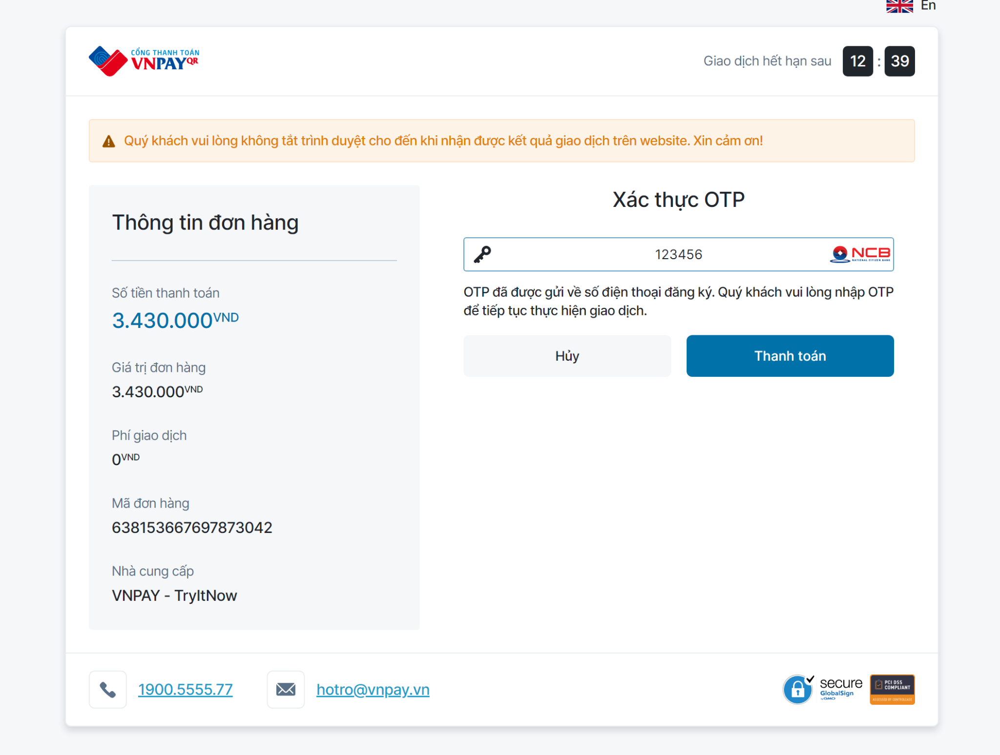 En
CỔNG THANH TOÁN
VNPAYQR
Giao dịch hết hạn sau 12 : 39
Quý khách vui lòng không tắt trình duyệt cho đến khi nhận được kết quả giao dịch trên website. Xin cảm ơn!
Thông tin đơn hàng
Số tiền thanh toán
3.430.000VND
Giá trị đơn hàng
3.430.000VND
Phí giao dịch
0VND
Mã đơn hàng
638153667697873042
Nhà cung cấp
VNPAY - TryItNow
Xác thực OTP
123456
NCB
NATIONAL CITIZEN BANK
OTP đã được gửi về số điện thoại đăng ký. Quý khách vui lòng nhập OTP
để tiếp tục thực hiện giao dịch.
Hủy
Thanh toán
1900.5555.77
hotro@vnpay.vn
secure
GlobalSign
by GMO
PCI DSS
COMPLIANT
ASSESSED BY CONTROLCASE